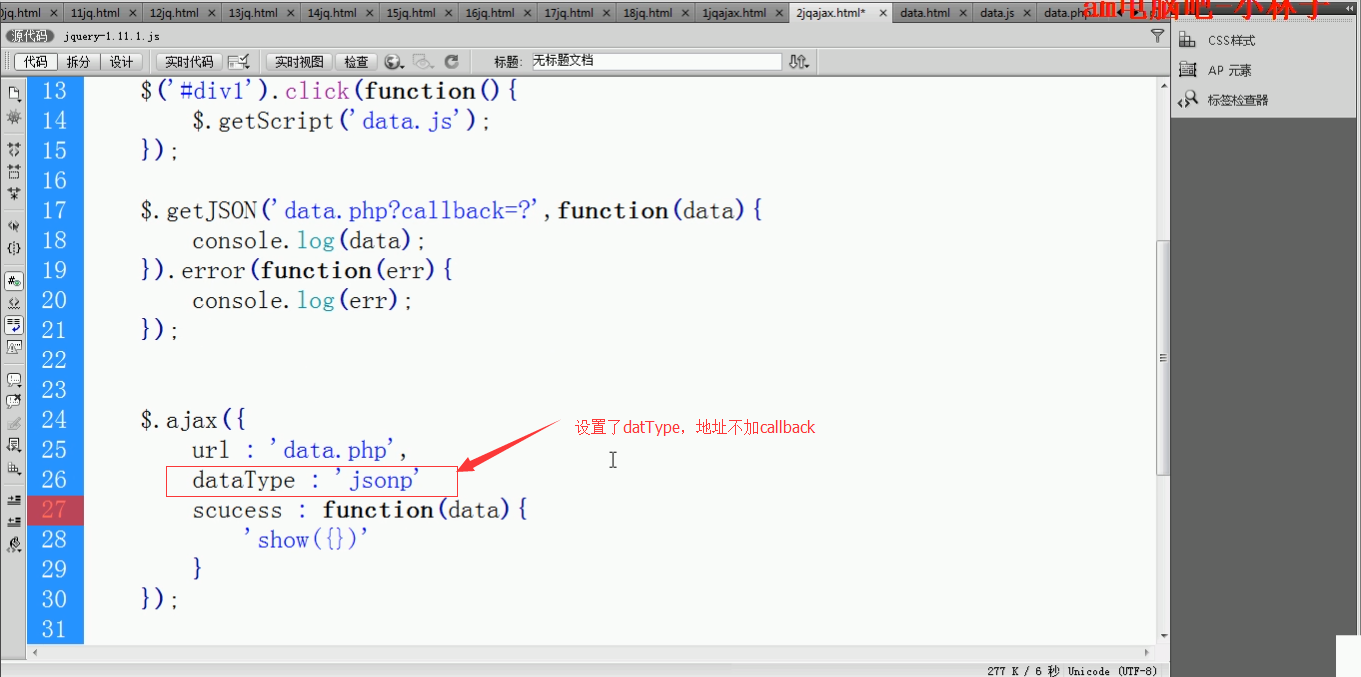 jq.html 11jq.html 12jq.html 13jq.html 14jq.html 15jq.html 16jq.html 17jq.html 18jq.html 1jqajax.html 2jqajax.html* data.html data.js data.ph
源代码 jquery-1.11.1.js
代码 拆分 设计 实时代码 实时视图 检查 标题: 无标题文档
CSS样式
AP 元素
标签检查器
13 $('#div1').click(function(){
14 $.getScript('data.js');
15 });
16
17 $.getJSON('data.php?callback=?',function(data){
18 console.log(data);
19 }).error(function(err){
20 console.log(err);
21 });
22
23
24 $.ajax({
设置了datType，地址不加callback
25 url : 'data.php',
26 dataType : 'jsonp'
27 scucess : function(data){
28 'show({})'
29 }
30 });
31
277 K / 6 秒 Unicode (UTF-8)